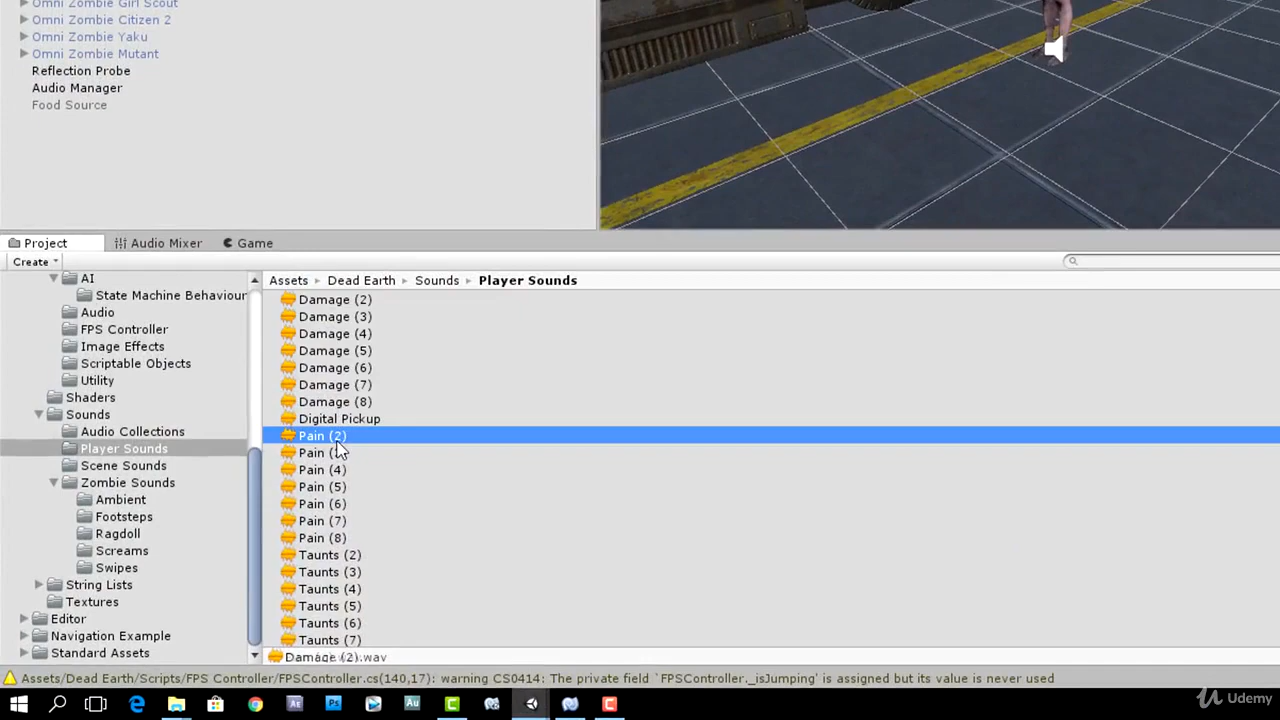 Omni Zombie Girl Scout
Omni Zombie Citizen 2
Omni Zombie Yaku
Omni Zombie Mutant
Reflection Probe
Audio Manager
Food Source
Project
Audio Mixer
Game
Create
AI
State Machine Behaviour
Audio
FPS Controller
Image Effects
Scriptable Objects
Utility
Shaders
Sounds
Audio Collections
Player Sounds
Scene Sounds
Zombie Sounds
Ambient
Footsteps
Ragdoll
Screams
Swipes
String Lists
Textures
Editor
Navigation Example
Standard Assets
Assets ▸ Dead Earth ▸ Sounds ▸ Player Sounds
Damage (2)
Damage (3)
Damage (4)
Damage (5)
Damage (6)
Damage (7)
Damage (8)
Digital Pickup
Pain (2)
Pain
Pain (4)
Pain (5)
Pain (6)
Pain (7)
Pain (8)
Taunts (2)
Taunts (3)
Taunts (4)
Taunts (5)
Taunts (6)
Taunts (7)
Damage (2).wav
Assets/Dead Earth/Scripts/FPS Controller/FPSController.cs(140,17): warning CS0414: The private field `FPSController._isJumping' is assigned but its value is never used
Ae
Ps
Au
Udemy